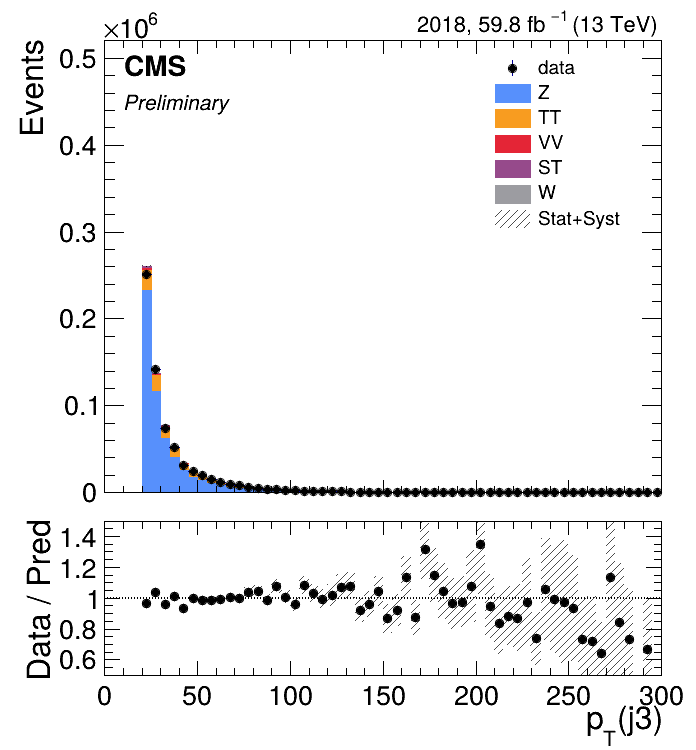 ×10⁶
2018, 59.8 fb⁻¹ (13 TeV)
Events
CMS
Preliminary
data
Z
TT
VV
ST
W
Stat+Syst
0.5
0.4
0.3
0.2
0.1
0
Data / Pred
1.4
1.2
1
0.8
0.6
0 50 100 150 200 250 300
p_T(j3)